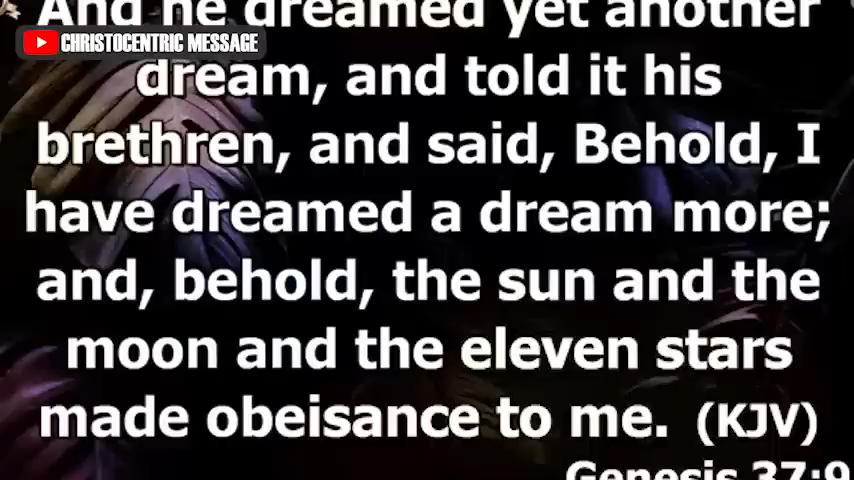 And he dreamed yet another
CHRISTOCENTRIC MESSAGE
dream, and told it his
brethren, and said, Behold, I
have dreamed a dream more;
and, behold, the sun and the
moon and the eleven stars
made obeisance to me. (KJV)
Genesis 37:9